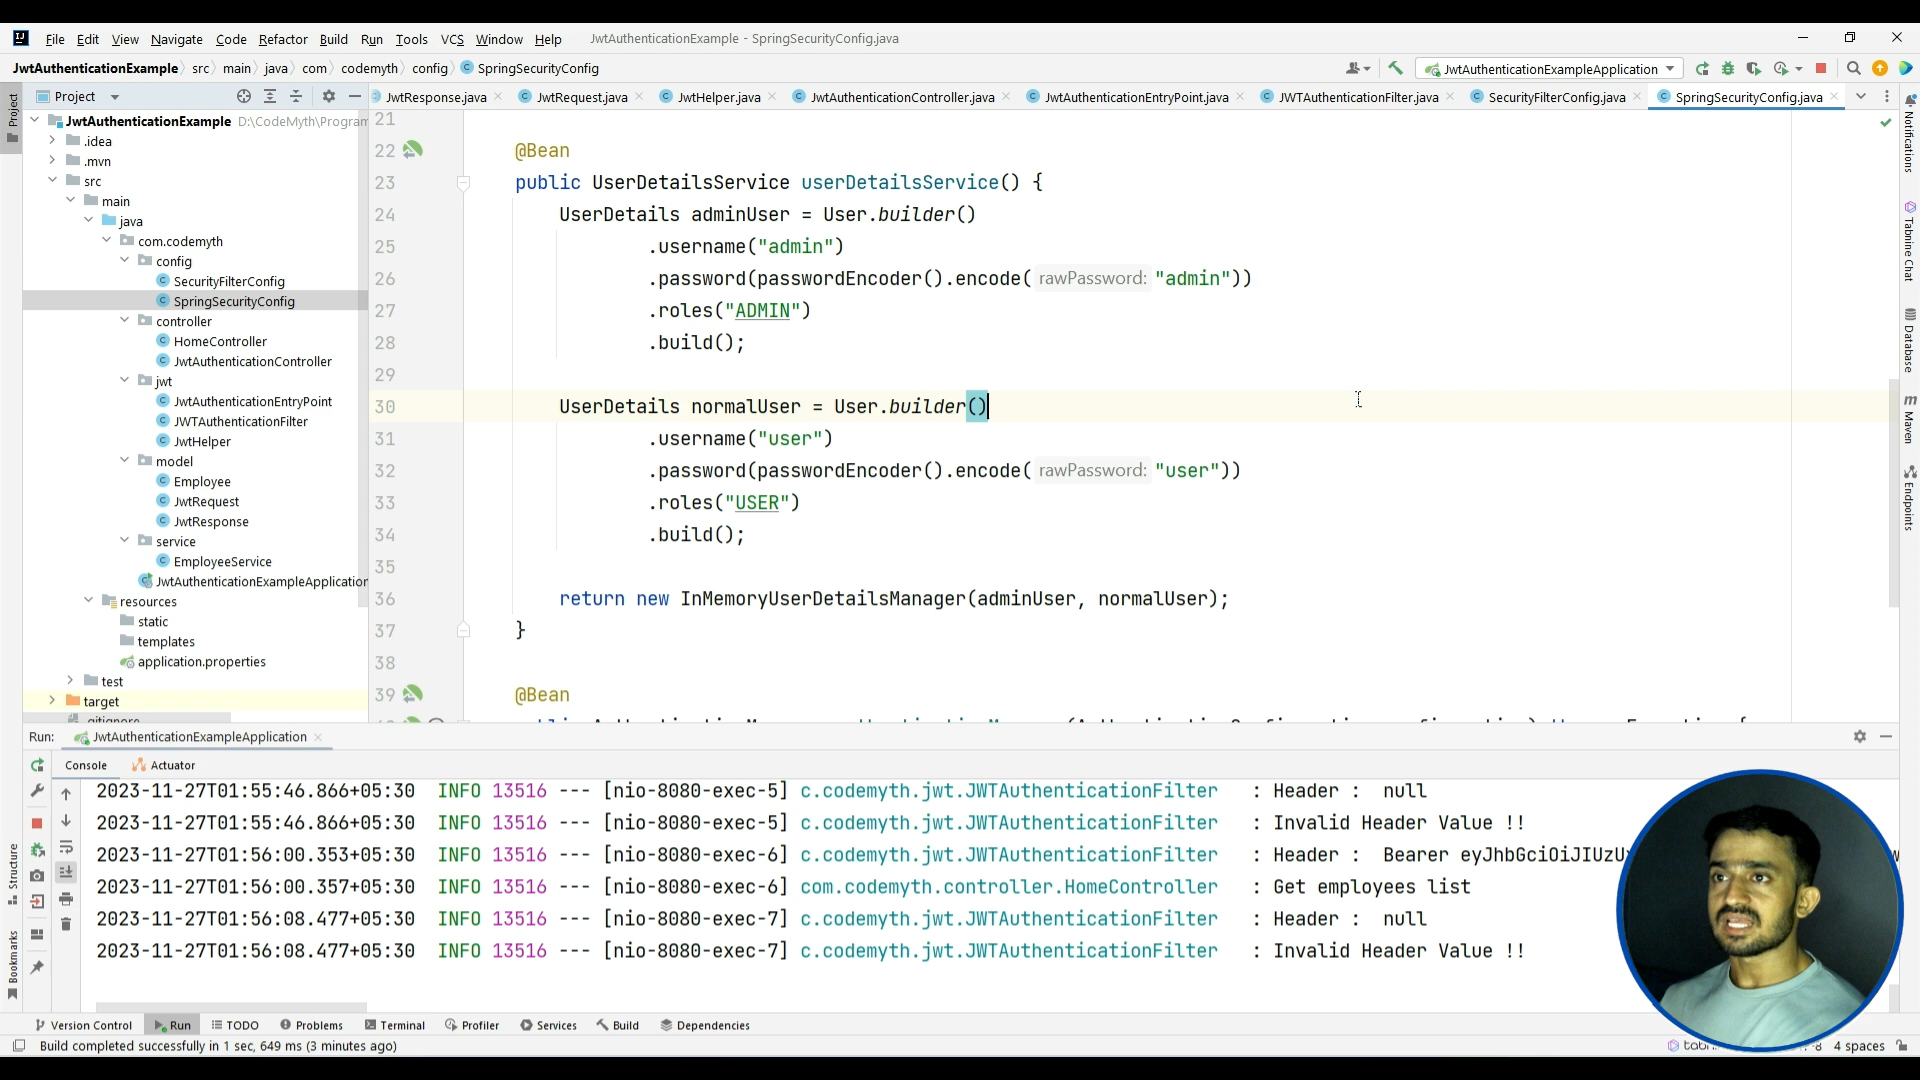 File Edit View Navigate Code Refactor Build Run Tools VCS Window Help JwtAuthenticationExample - SpringSecurityConfig.java
JwtAuthenticationExample src main java com codemyth config SpringSecurityConfig JwtAuthenticationExampleApplication
Project JwtResponse.java JwtRequest.java JwtHelper.java JwtAuthenticationController.java JwtAuthenticationEntryPoint.java JWTAuthenticationFilter.java SecurityFilterConfig.java SpringSecurityConfig.java
Project
Structure
Bookmarks
JwtAuthenticationExample D:\CodeMyth\Program
.idea
.mvn
src
main
java
com.codemyth
config
SecurityFilterConfig
SpringSecurityConfig
controller
HomeController
JwtAuthenticationController
jwt
JwtAuthenticationEntryPoint
JWTAuthenticationFilter
JwtHelper
model
Employee
JwtRequest
JwtResponse
service
EmployeeService
JwtAuthenticationExampleApplication
resources
static
templates
application.properties
test
target
.gitignore
21
22 @Bean
23 public UserDetailsService userDetailsService() {
24 UserDetails adminUser = User.builder()
25 .username("admin")
26 .password(passwordEncoder().encode( rawPassword: "admin"))
27 .roles("ADMIN")
28 .build();
29
30 UserDetails normalUser = User.builder()
31 .username("user")
32 .password(passwordEncoder().encode( rawPassword: "user"))
33 .roles("USER")
34 .build();
35
36 return new InMemoryUserDetailsManager(adminUser, normalUser);
37 }
38
39 @Bean
Notifications
Tabnine Chat
Database
Maven
Endpoints
Run: JwtAuthenticationExampleApplication
Console Actuator
2023-11-27T01:55:46.866+05:30 INFO 13516 --- [nio-8080-exec-5] c.codemyth.jwt.JWTAuthenticationFilter : Header : null
2023-11-27T01:55:46.866+05:30 INFO 13516 --- [nio-8080-exec-5] c.codemyth.jwt.JWTAuthenticationFilter : Invalid Header Value !!
2023-11-27T01:56:00.353+05:30 INFO 13516 --- [nio-8080-exec-6] c.codemyth.jwt.JWTAuthenticationFilter : Header : Bearer eyJhbGciOiJIUzU
2023-11-27T01:56:00.357+05:30 INFO 13516 --- [nio-8080-exec-6] com.codemyth.controller.HomeController : Get employees list
2023-11-27T01:56:08.477+05:30 INFO 13516 --- [nio-8080-exec-7] c.codemyth.jwt.JWTAuthenticationFilter : Header : null
2023-11-27T01:56:08.477+05:30 INFO 13516 --- [nio-8080-exec-7] c.codemyth.jwt.JWTAuthenticationFilter : Invalid Header Value !!
Version Control Run TODO Problems Terminal Profiler Services Build Dependencies
Build completed successfully in 1 sec, 649 ms (3 minutes ago) 4 spaces